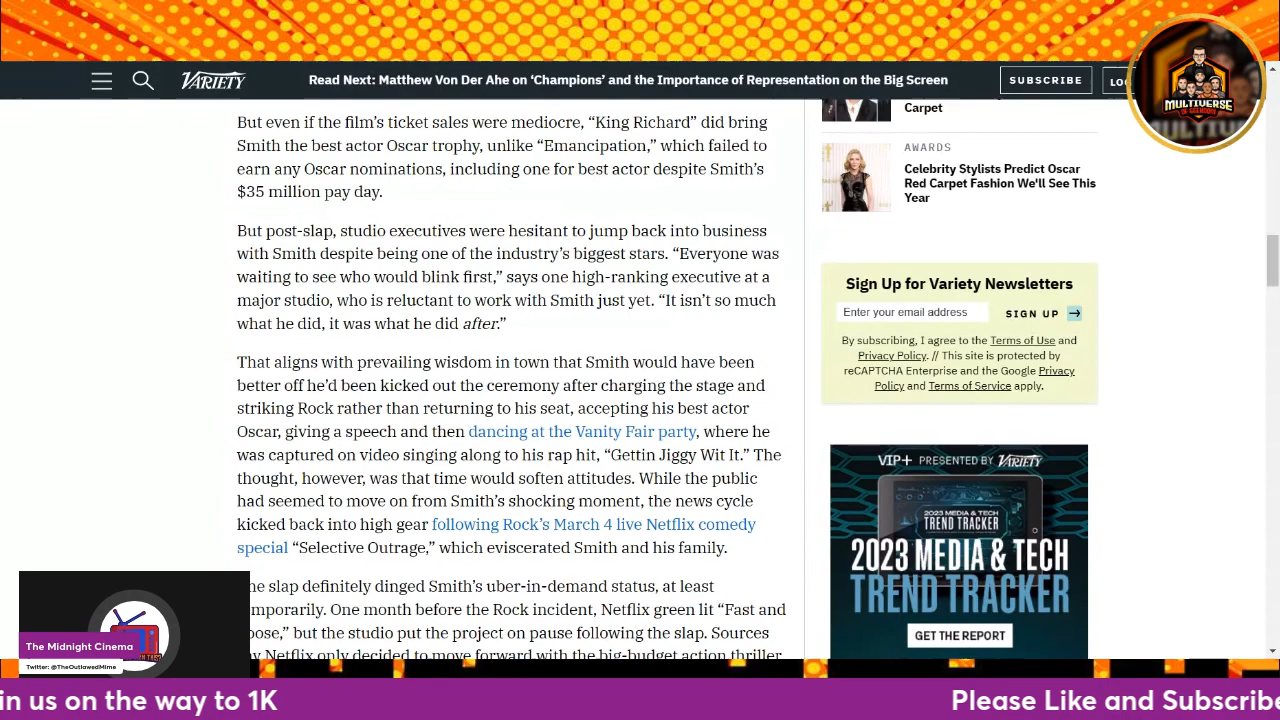 VARIETY
Read Next: Matthew Von Der Ahe on ‘Champions’ and the Importance of Representation on the Big Screen
SUBSCRIBE
MULTIVERSE
But even if the film’s ticket sales were mediocre, “King Richard” did bring
Smith the best actor Oscar trophy, unlike “Emancipation,” which failed to
earn any Oscar nominations, including one for best actor despite Smith’s
$35 million pay day.
But post-slap, studio executives were hesitant to jump back into business
with Smith despite being one of the industry’s biggest stars. “Everyone was
waiting to see who would blink first,” says one high-ranking executive at a
major studio, who is reluctant to work with Smith just yet. “It isn’t so much
what he did, it was what he did after.”
That aligns with prevailing wisdom in town that Smith would have been
better off he’d been kicked out the ceremony after charging the stage and
striking Rock rather than returning to his seat, accepting his best actor
Oscar, giving a speech and then dancing at the Vanity Fair party, where he
was captured on video singing along to his rap hit, “Gettin Jiggy Wit It.” The
thought, however, was that time would soften attitudes. While the public
had seemed to move on from Smith’s shocking moment, the news cycle
kicked back into high gear following Rock’s March 4 live Netflix comedy
special “Selective Outrage,” which eviscerated Smith and his family.
slap definitely dinged Smith’s uber-in-demand status, at least
mporarily. One month before the Rock incident, Netflix green lit “Fast and
oose,” but the studio put the project on pause following the slap. Sources
Netflix only decided to move forward with the big-budget action thriller
Carpet
AWARDS
Celebrity Stylists Predict Oscar
Red Carpet Fashion We'll See This
Year
Sign Up for Variety Newsletters
Enter your email address
SIGN UP
By subscribing, I agree to the Terms of Use and
Privacy Policy. // This site is protected by
reCAPTCHA Enterprise and the Google Privacy
Policy and Terms of Service apply.
VIP+ PRESENTED BY VARIETY
2023 MEDIA & TECH
TREND TRACKER
2023 MEDIA & TECH
TREND TRACKER
GET THE REPORT
The Midnight Cinema
Twitter: @TheOutlawedMime
in us on the way to 1K
Please Like and Subscribe